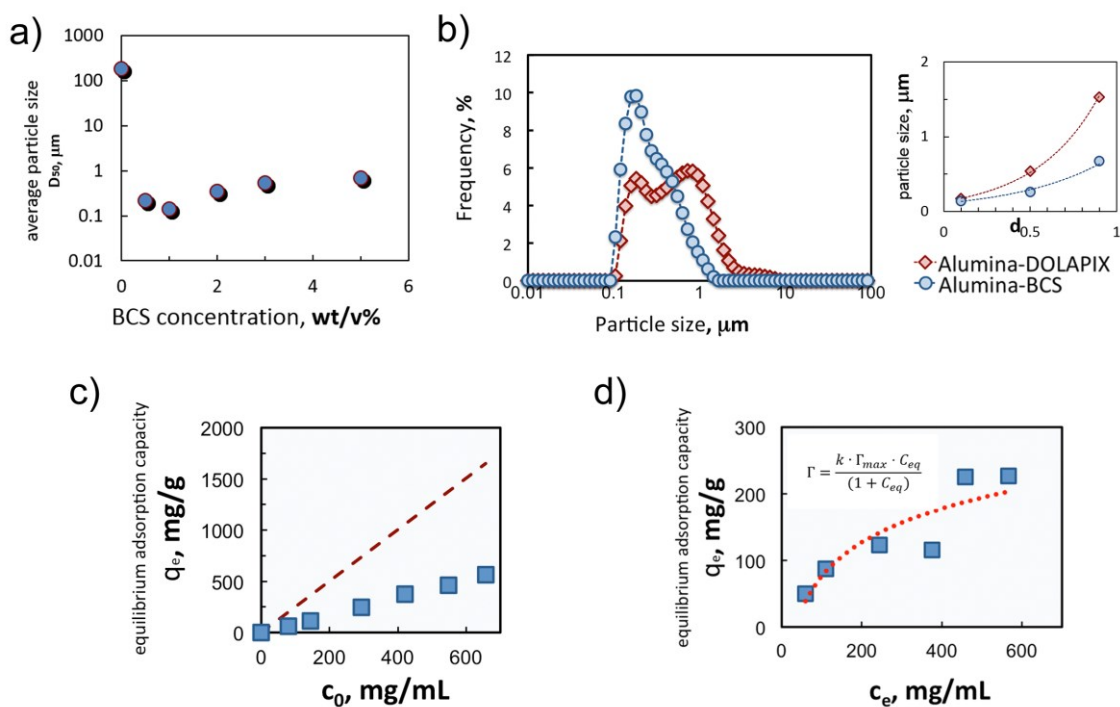 a)
average particle size
D₅₀, μm
1000
100
10
1
0.1
0.01
0
2
4
6
BCS concentration, wt/v%
b)
Frequency, %
12
10
8
6
4
2
0
0.01
0.1
1
10
100
Particle size, μm
particle size, μm
2
1
0
0
0.5
1
d
Alumina-DOLAPIX
Alumina-BCS
c)
equilibrium adsorption capacity
qₑ, mg/g
2000
1500
1000
500
0
0
200
400
600
c₀, mg/mL
d)
equilibrium adsorption capacity
qₑ, mg/g
300
200
100
0
Γ = k · Γmax · Ceq / (1 + Ceq)
0
200
400
600
cₑ, mg/mL